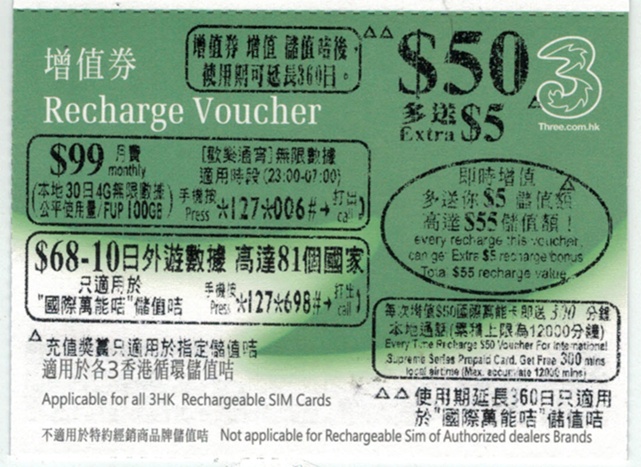 增值券 增值 儲值咭後，
使用期可延長360日。
△△
$50
多送
Extra $5
△
3
Three.com.hk
增值券
Recharge Voucher
$99 月費 monthly
[歡樂通宵]無限數據
適用時段(23:00-07:00)
(本地30日4G無限數據)
公平使用量/FUP 100GB)
手機按 Press *127*006#→ 打出 call
即時增值 △
多送你 $5 儲值額
高達 $55 儲值額！
every recharge this voucher,
can get Extra $5 recharge bonus
Total $55 recharge value
$68-10日外遊數據 高達81個國家
只適用於
"國際萬能咭"儲值咭
手機按 Press *127*698#→ 打出 call
每次增值$50國際萬能卡即送 300 分鐘
本地通話(累積上限為12000分鐘)
Every Time Recharge $50 Voucher For International
Supreme Series Prepaid Card, Get Free 300 mins
local airtime (Max. accumulate 12000 mins)
△充值獎賞只適用於指定儲值咭
適用於各3香港循環儲值咭
Applicable for all 3HK Rechargeable SIM Cards
△△使用期延長360日只適用
於"國際萬能咭"儲值咭
不適用於特約經銷商品牌儲值咭 Not applicable for Rechargeable Sim of Authorized dealers Brands